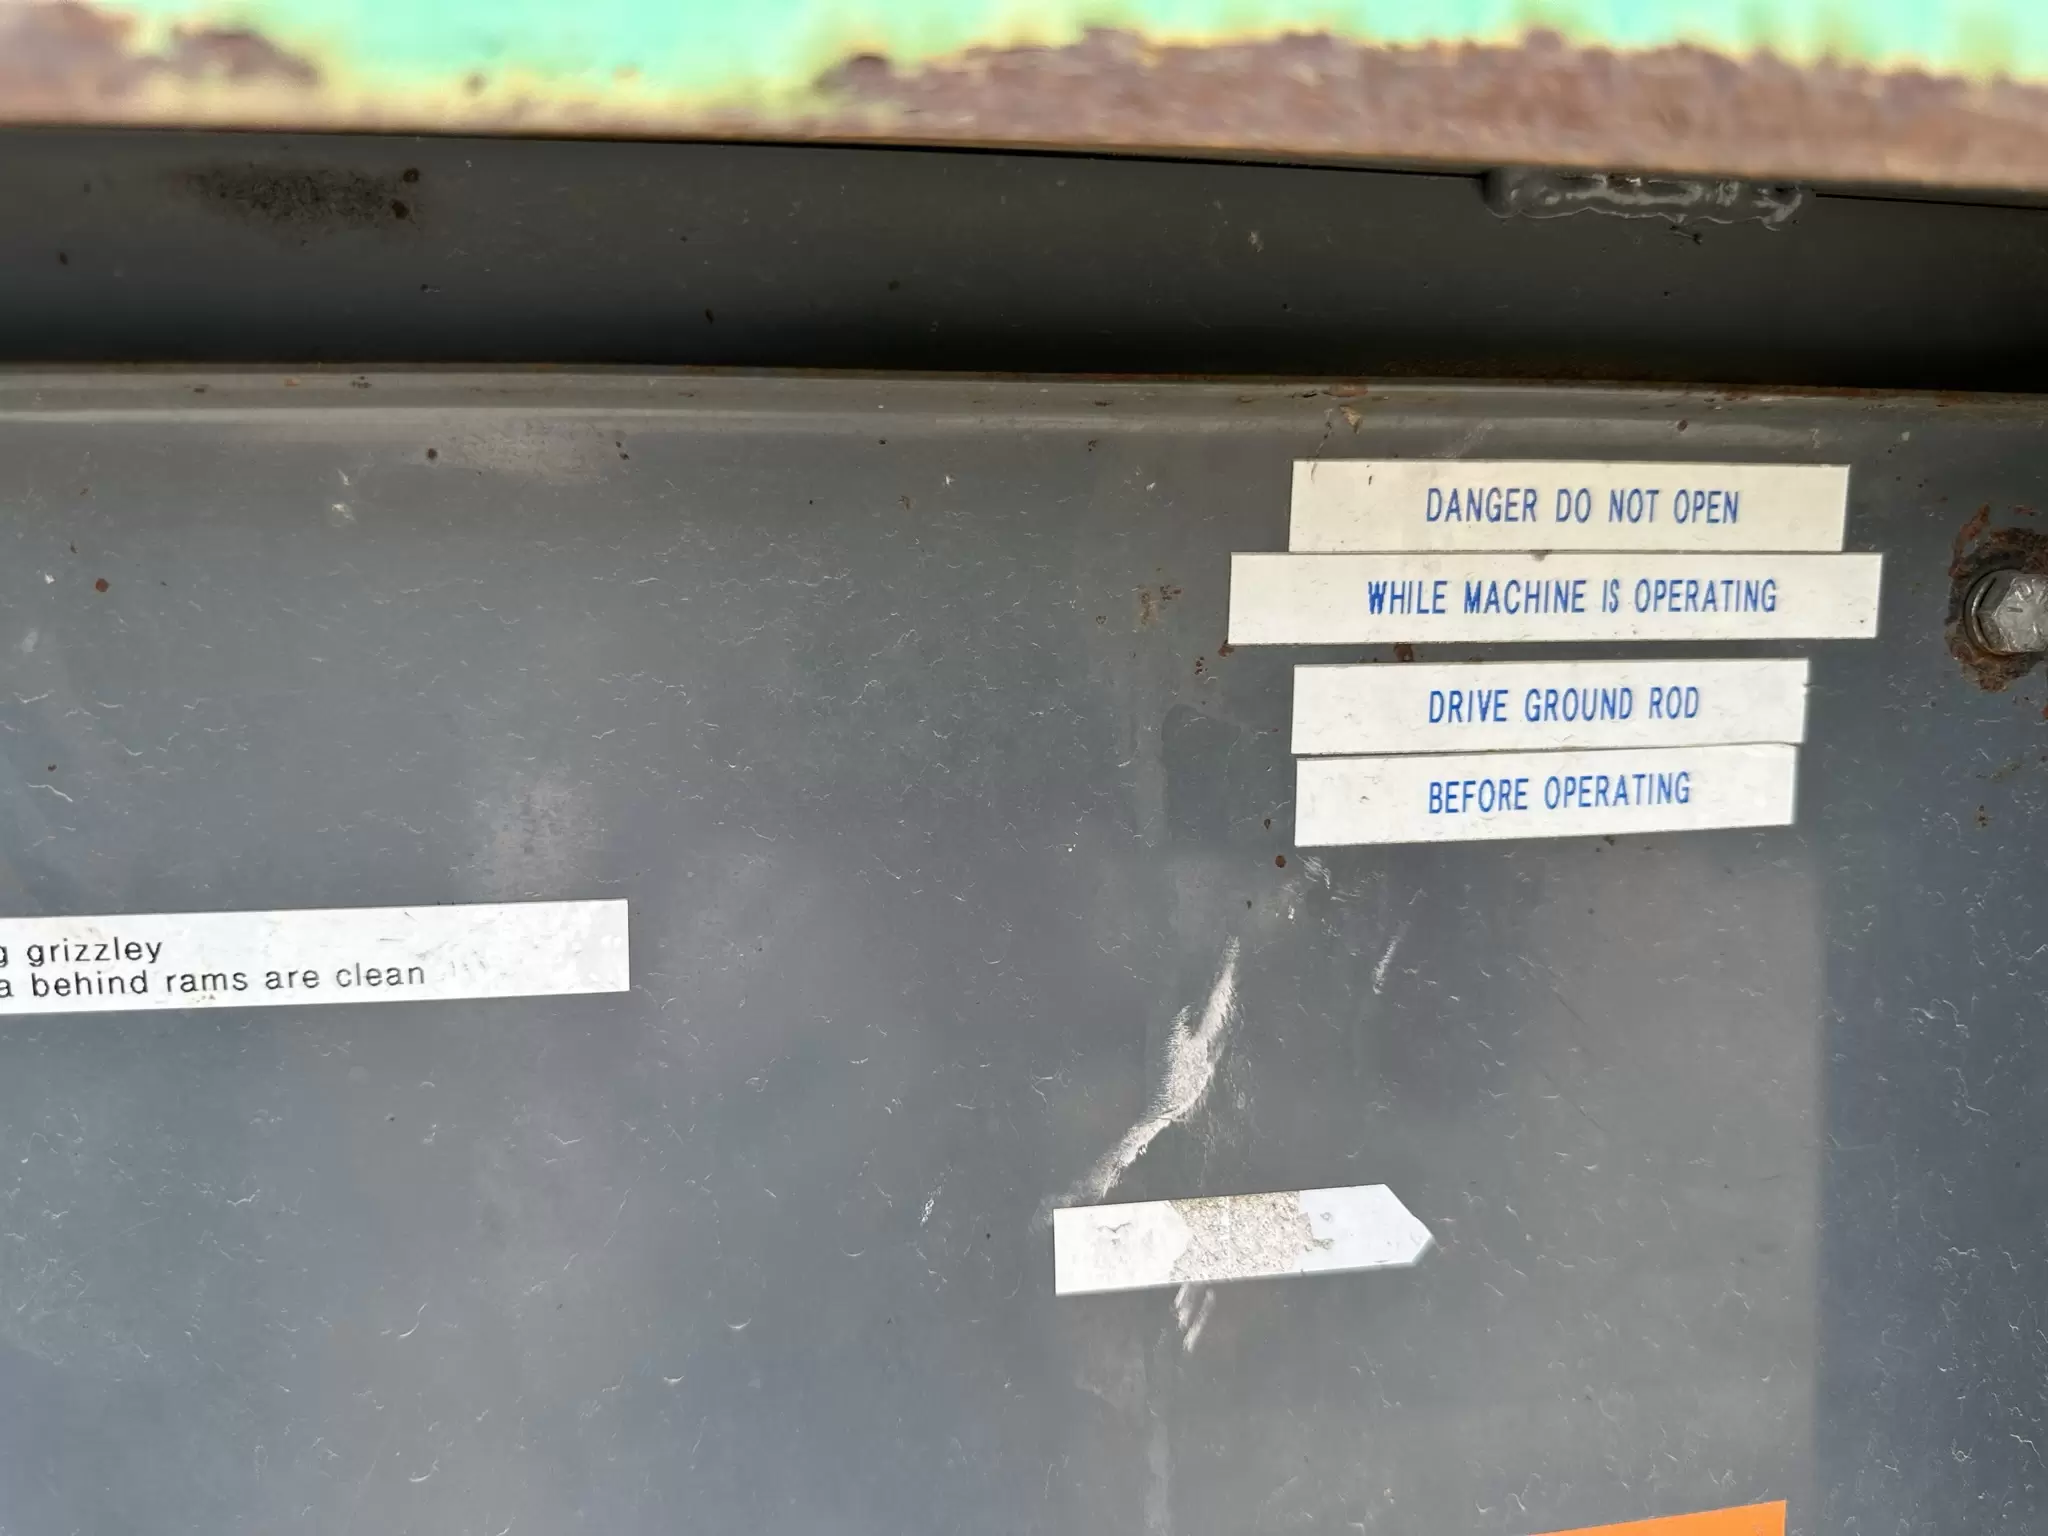 DANGER DO NOT OPEN
WHILE MACHINE IS OPERATING
DRIVE GROUND ROD
BEFORE OPERATING
grizzley
behind rams are clean